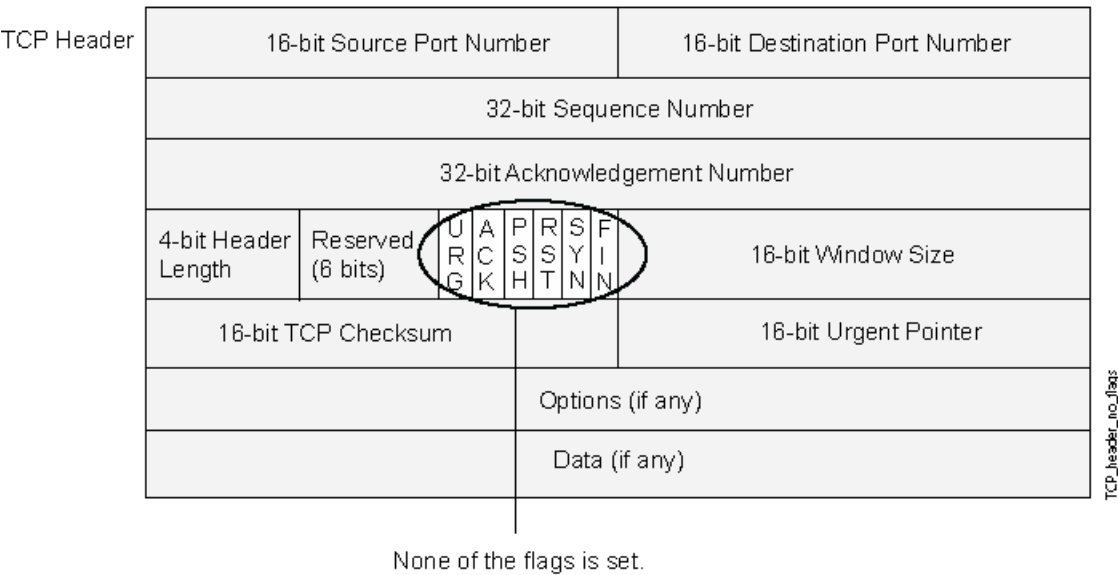 TCP Header
16-bit Source Port Number
16-bit Destination Port Number
32-bit Sequence Number
32-bit Acknowledgement Number
4-bit Header
Length
Reserved
(6 bits)
URG
ACK
PSH
RST
SYN
FIN
16-bit Window Size
16-bit TCP Checksum
16-bit Urgent Pointer
Options (if any)
Data (if any)
TCP_header_no_flags
None of the flags is set.